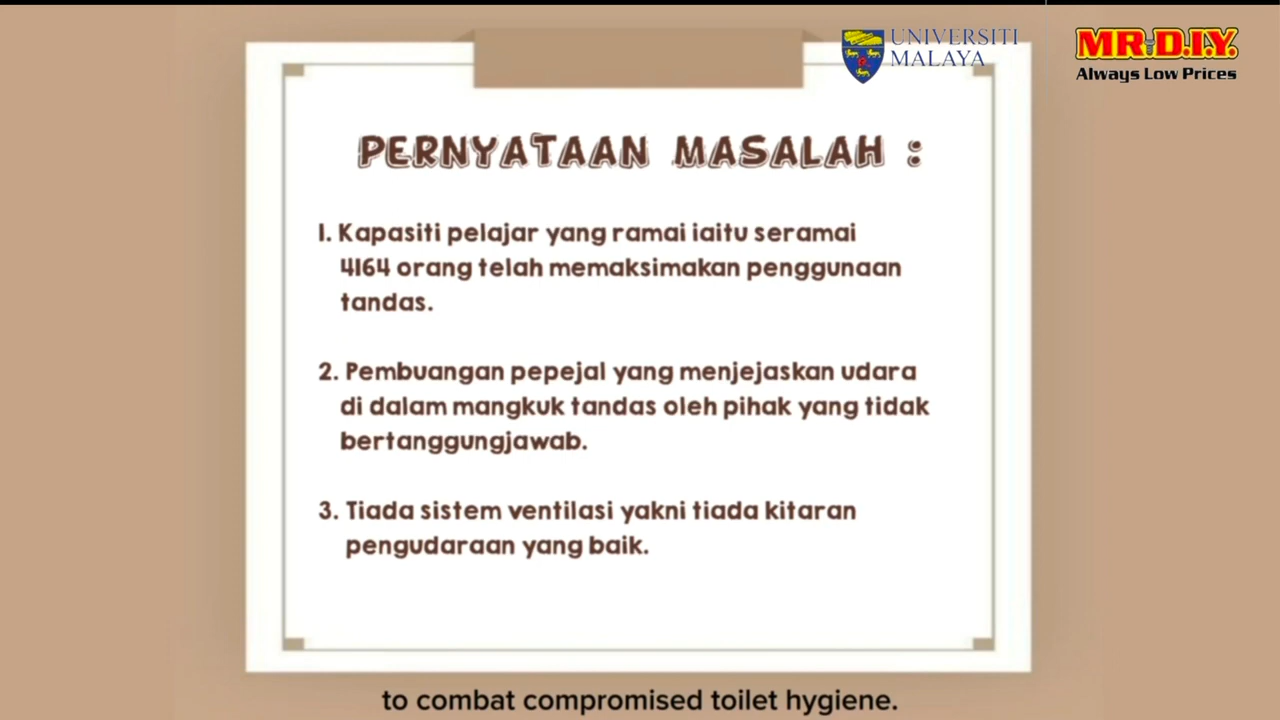 UNIVERSITI
MALAYA
MR.D.I.Y.
Always Low Prices
PERNYATAAN MASALAH :
1. Kapasiti pelajar yang ramai iaitu seramai
4164 orang telah memaksimakan penggunaan
tandas.
2. Pembuangan pepejal yang menjejaskan udara
di dalam mangkuk tandas oleh pihak yang tidak
bertanggungjawab.
3. Tiada sistem ventilasi yakni tiada kitaran
pengudaraan yang baik.
to combat compromised toilet hygiene.